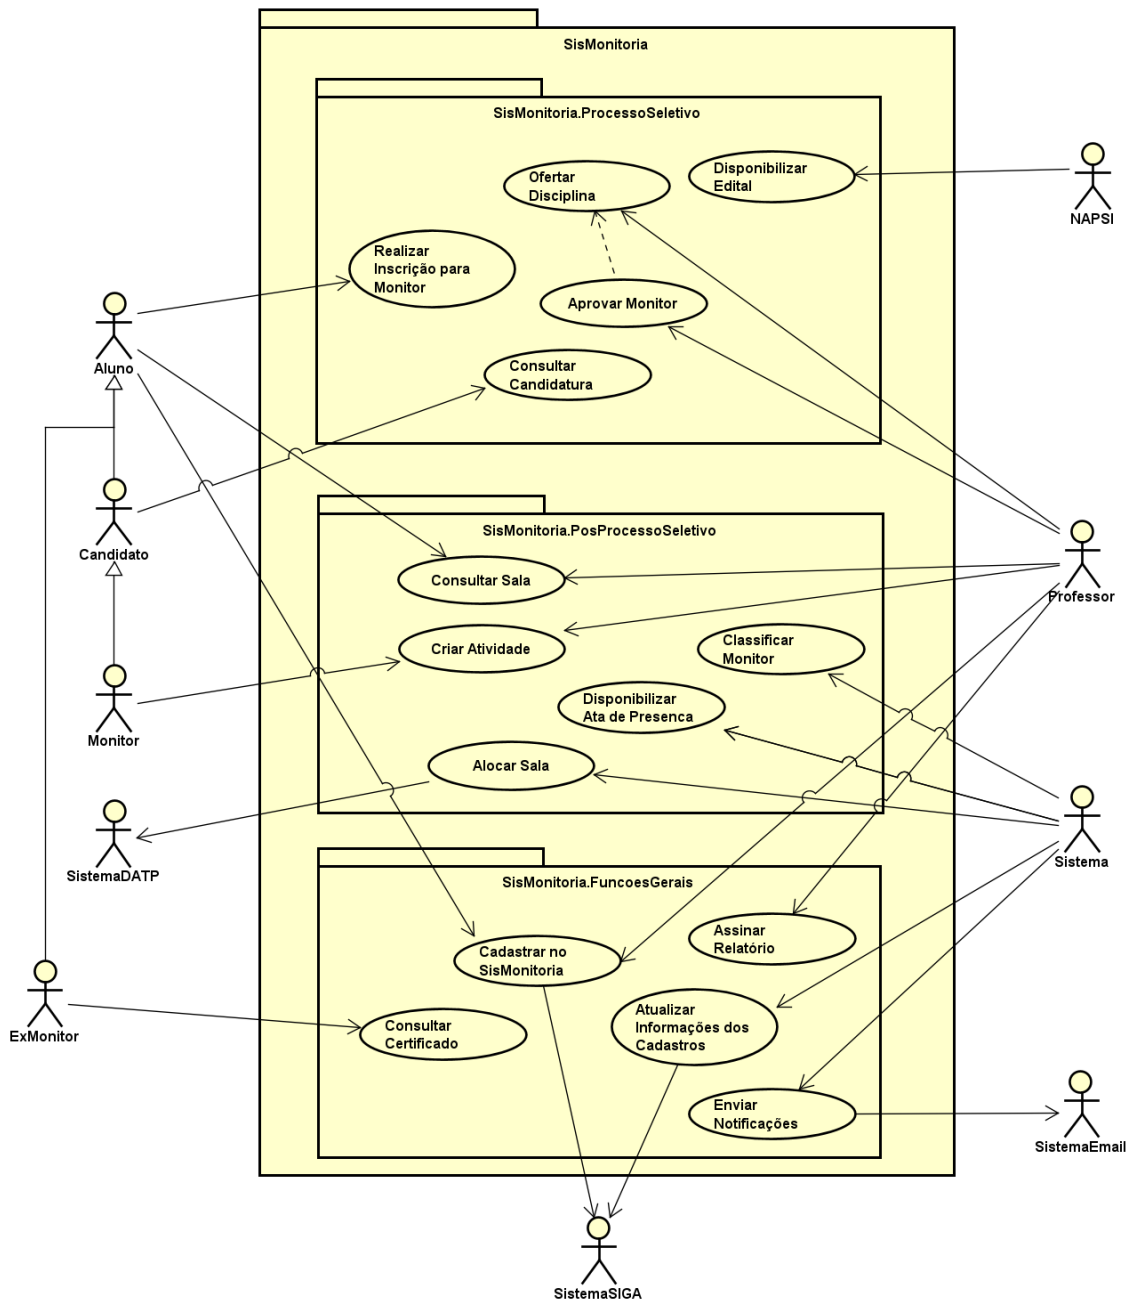 SisMonitoria
SisMonitoria.ProcessoSeletivo
Ofertar
Disciplina
Disponibilizar
Edital
NAPSI
Realizar
Inscrição para
Monitor
Aprovar Monitor
Aluno
Consultar
Candidatura
Candidato
SisMonitoria.PosProcessoSeletivo
Consultar Sala
Professor
Criar Atividade
Classificar
Monitor
Monitor
Disponibilizar
Ata de Presenca
Alocar Sala
SistemaDATP
Sistema
SisMonitoria.FuncoesGerais
Assinar
Relatório
Cadastrar no
SisMonitoria
ExMonitor
Consultar
Certificado
Atualizar
Informações dos
Cadastros
Enviar
Notificações
SistemaEmail
SistemaSIGA